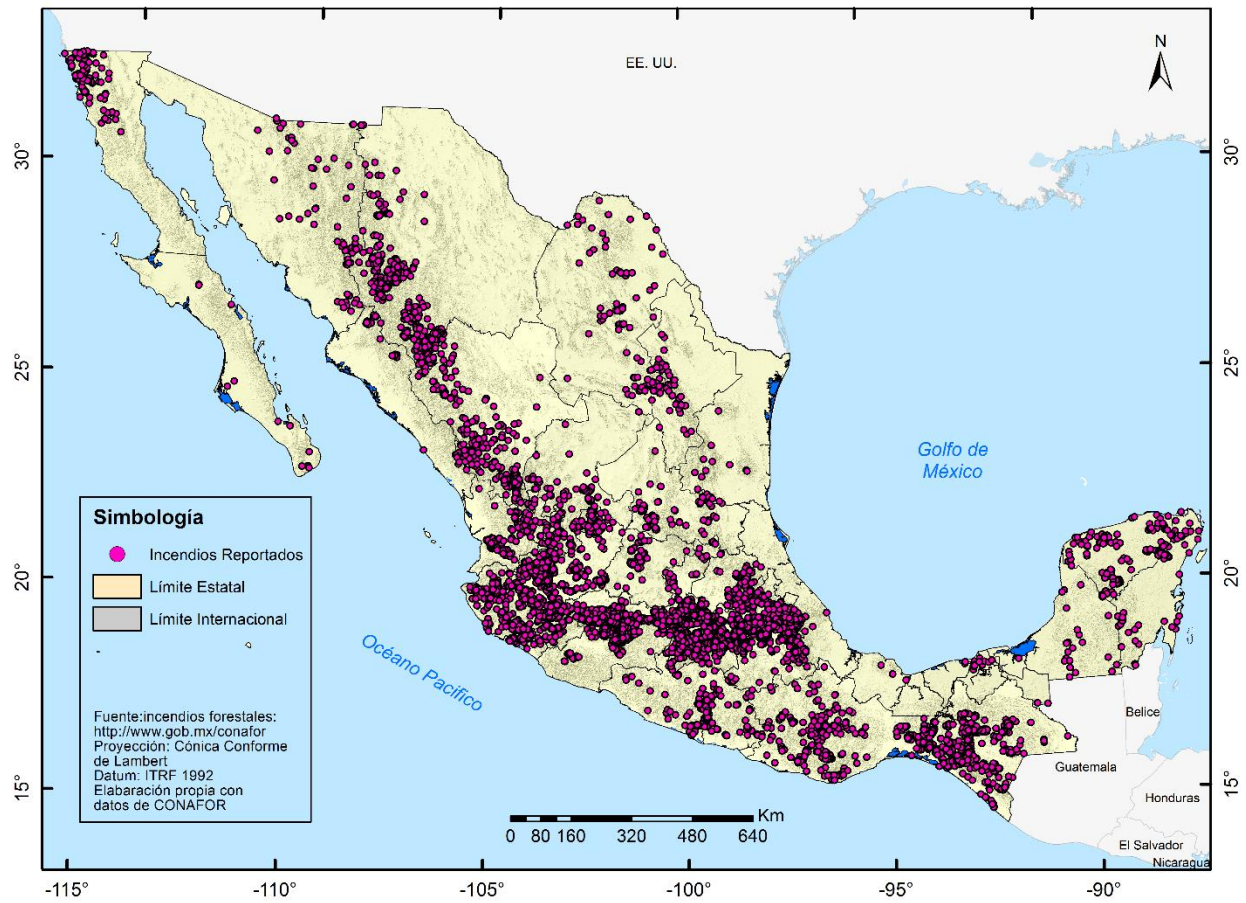 EE. UU.
N
30°
30°
25°
25°
Golfo de
México
Simbología
Incendios Reportados
Límite Estatal
Límite Internacional
20°
20°
Océano Pacifico
Fuente:incendios forestales:
http://www.gob.mx/conafor
Proyección: Cónica Conforme
de Lambert
Datum: ITRF 1992
Elabaración propia con
datos de CONAFOR
Belice
Guatemala
15°
15°
Honduras
Km
0 80 160 320 480 640
El Salvador
Nicaragua
-115° -110° -105° -100° -95° -90°